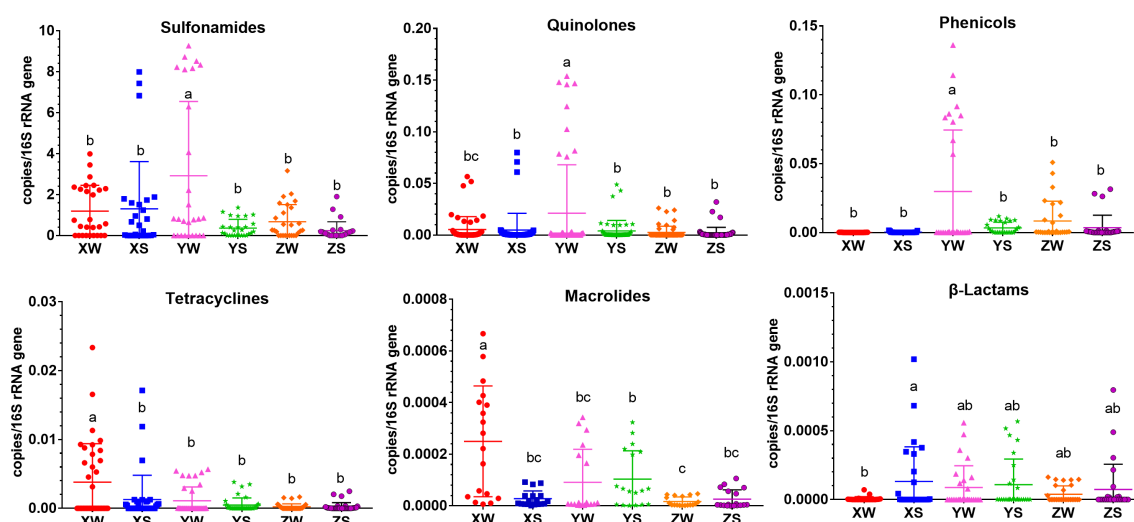 Sulfonamides
copies/16S rRNA gene
10
8
6
4
2
0
b
b
a
b
b
b
XW XS YW YS ZW ZS
Quinolones
copies/16S rRNA gene
0.20
0.15
0.10
0.05
0.00
bc
b
a
b
b
b
XW XS YW YS ZW ZS
Phenicols
copies/16S rRNA gene
0.15
0.10
0.05
0.00
b
b
a
b
b
b
XW XS YW YS ZW ZS
Tetracyclines
copies/16S rRNA gene
0.03
0.02
0.01
0.00
a
b
b
b
b
b
XW XS YW YS ZW ZS
Macrolides
copies/16S rRNA gene
0.0008
0.0006
0.0004
0.0002
0.0000
a
bc
bc
b
c
bc
XW XS YW YS ZW ZS
β-Lactams
copies/16S rRNA gene
0.0015
0.0010
0.0005
0.0000
b
a
ab
ab
ab
ab
XW XS YW YS ZW ZS